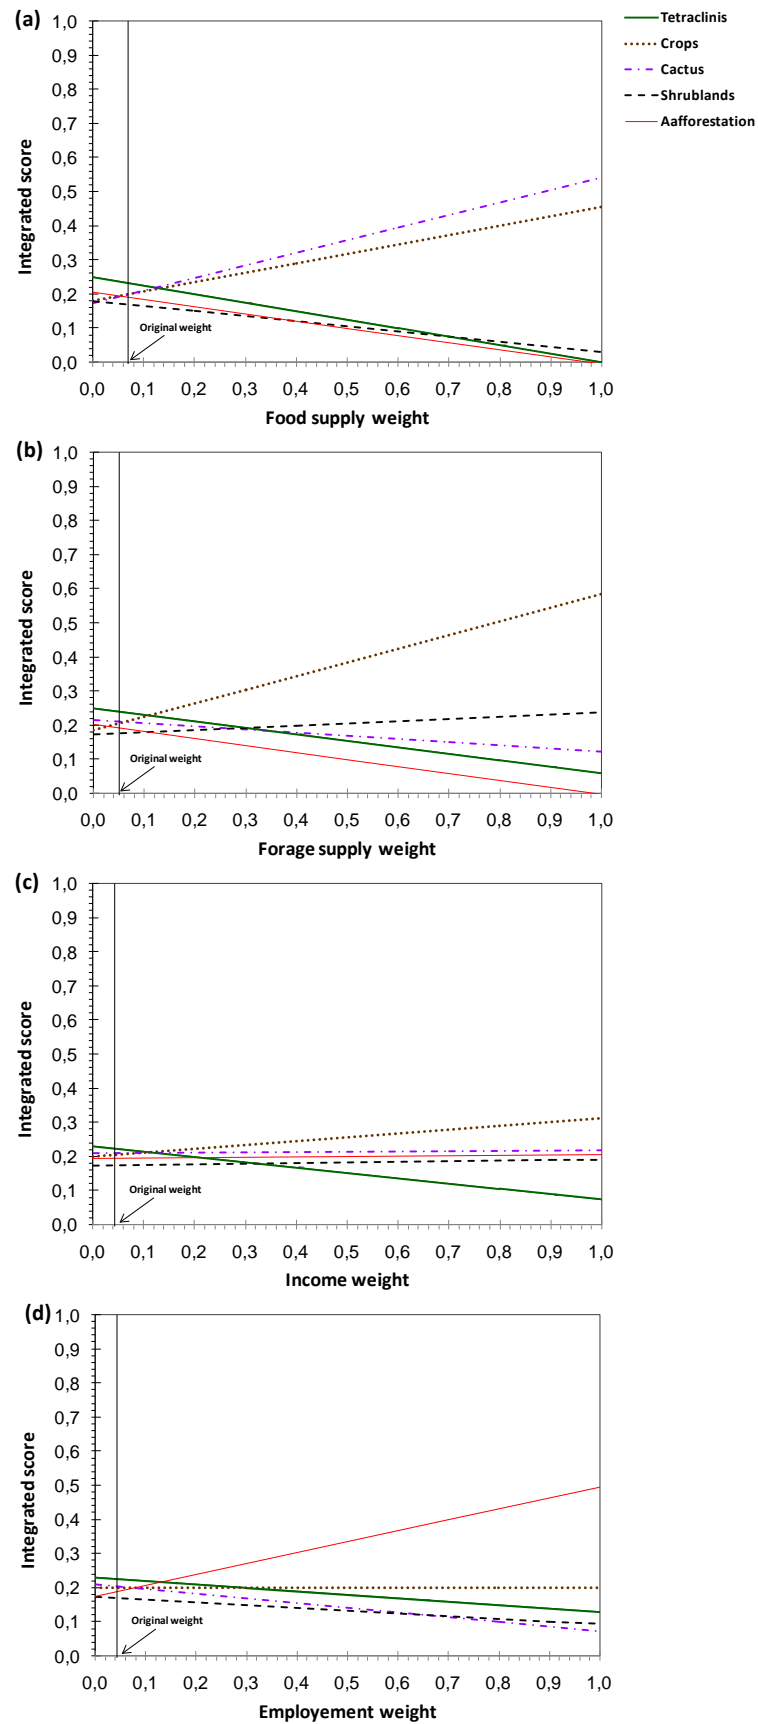 (a)
1,0
0,9
0,8
0,7
0,6
0,5
0,4
0,3
0,2
0,1
0,0
Integrated score
Original weight
0,0 0,1 0,2 0,3 0,4 0,5 0,6 0,7 0,8 0,9 1,0
Food supply weight
Tetraclinis
Crops
Cactus
Shrublands
Aafforestation
(b)
1,0
0,9
0,8
0,7
0,6
0,5
0,4
0,3
0,2
0,1
0,0
Integrated score
Original weight
0,0 0,1 0,2 0,3 0,4 0,5 0,6 0,7 0,8 0,9 1,0
Forage supply weight
(c)
1,0
0,9
0,8
0,7
0,6
0,5
0,4
0,3
0,2
0,1
0,0
Integrated score
Original weight
0,0 0,1 0,2 0,3 0,4 0,5 0,6 0,7 0,8 0,9 1,0
Income weight
(d)
1,0
0,9
0,8
0,7
0,6
0,5
0,4
0,3
0,2
0,1
0,0
Integrated score
Original weight
0,0 0,1 0,2 0,3 0,4 0,5 0,6 0,7 0,8 0,9 1,0
Employement weight